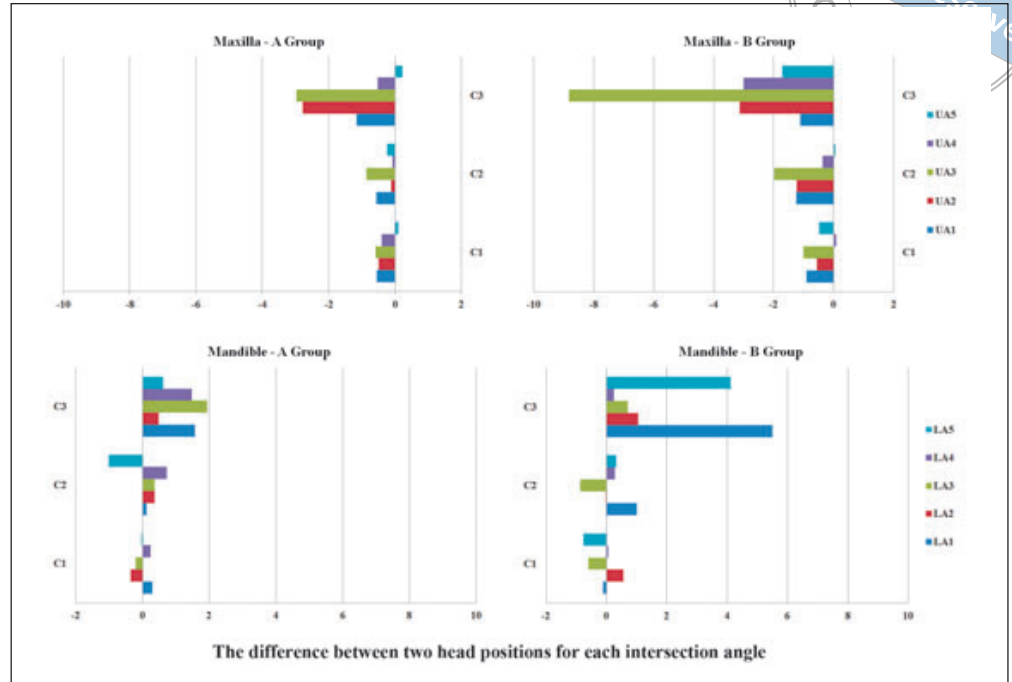 Maxilla - A Group
C3
C2
C1
-10 -8 -6 -4 -2 0 2
Maxilla - B Group
C3
C2
C1
-10 -8 -6 -4 -2 0 2
UA5
UA4
UA3
UA2
UA1
Mandible - A Group
C3
C2
C1
-2 0 2 4 6 8 10
Mandible - B Group
C3
C2
C1
-2 0 2 4 6 8 10
LA5
LA4
LA3
LA2
LA1
The difference between two head positions for each intersection angle